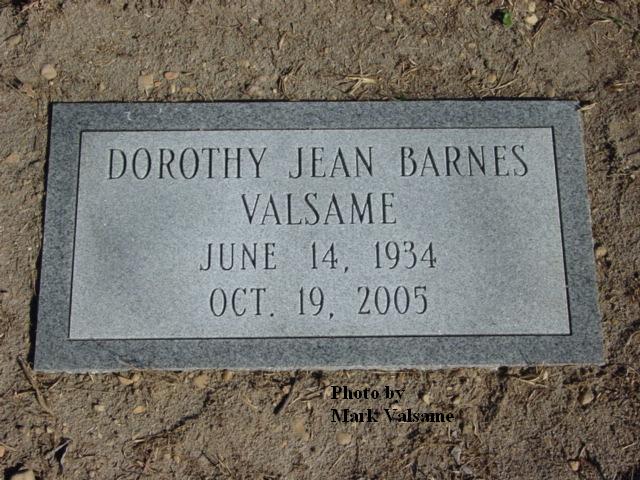 DOROTHY JEAN BARNES
VALSAME
JUNE 14, 1934
OCT. 19, 2005
Photo by
Mark Valsame